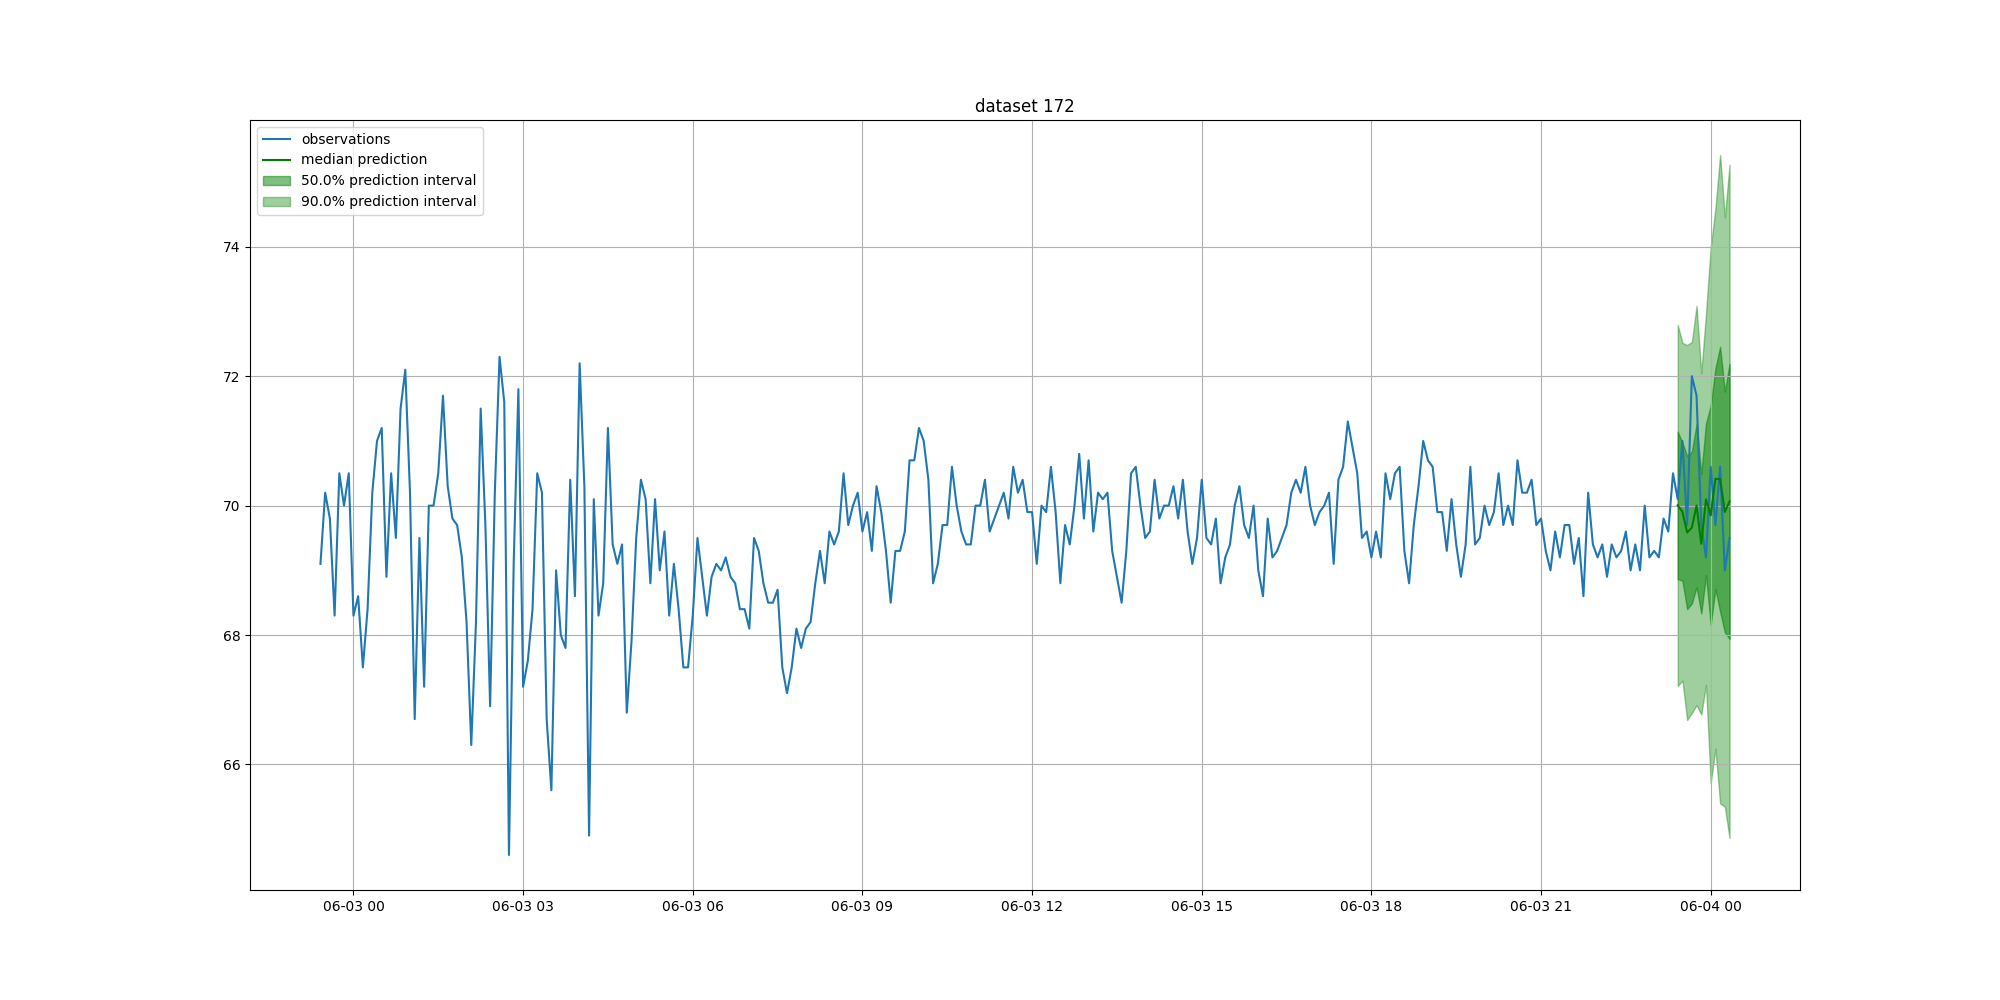 dataset 172
observations
median prediction
50.0% prediction interval
90.0% prediction interval
74
72
70
68
66
06-03 00
06-03 03
06-03 06
06-03 09
06-03 12
06-03 15
06-03 18
06-03 21
06-04 00